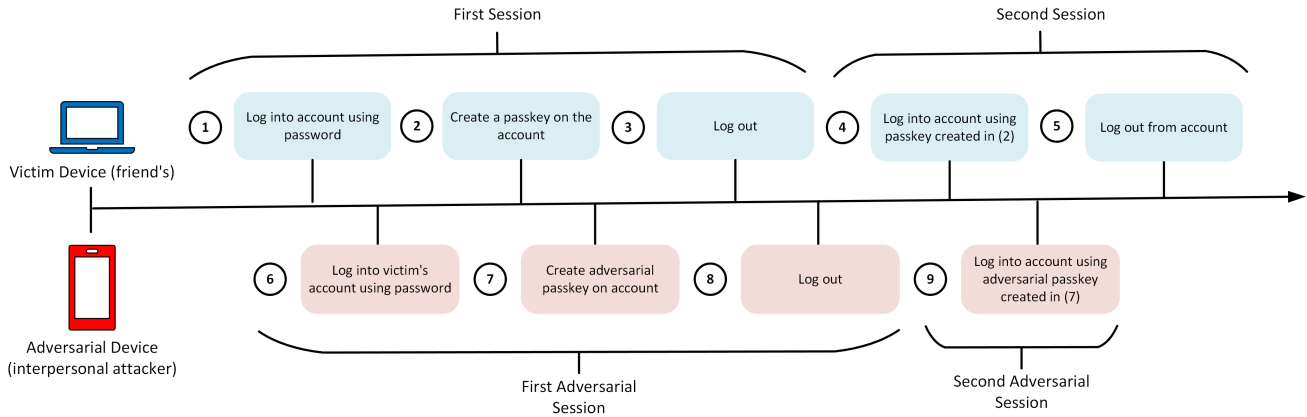 First Session
Second Session
1
Log into account using
password
2
Create a passkey on the
account
3
Log out
4
Log into account using
passkey created in (2)
5
Log out from account
Victim Device (friend's)
6
Log into victim's
account using password
7
Create adversarial
passkey on account
8
Log out
9
Log into account using
adversarial passkey
created in (7)
Adversarial Device
(interpersonal attacker)
First Adversarial
Session
Second Adversarial
Session